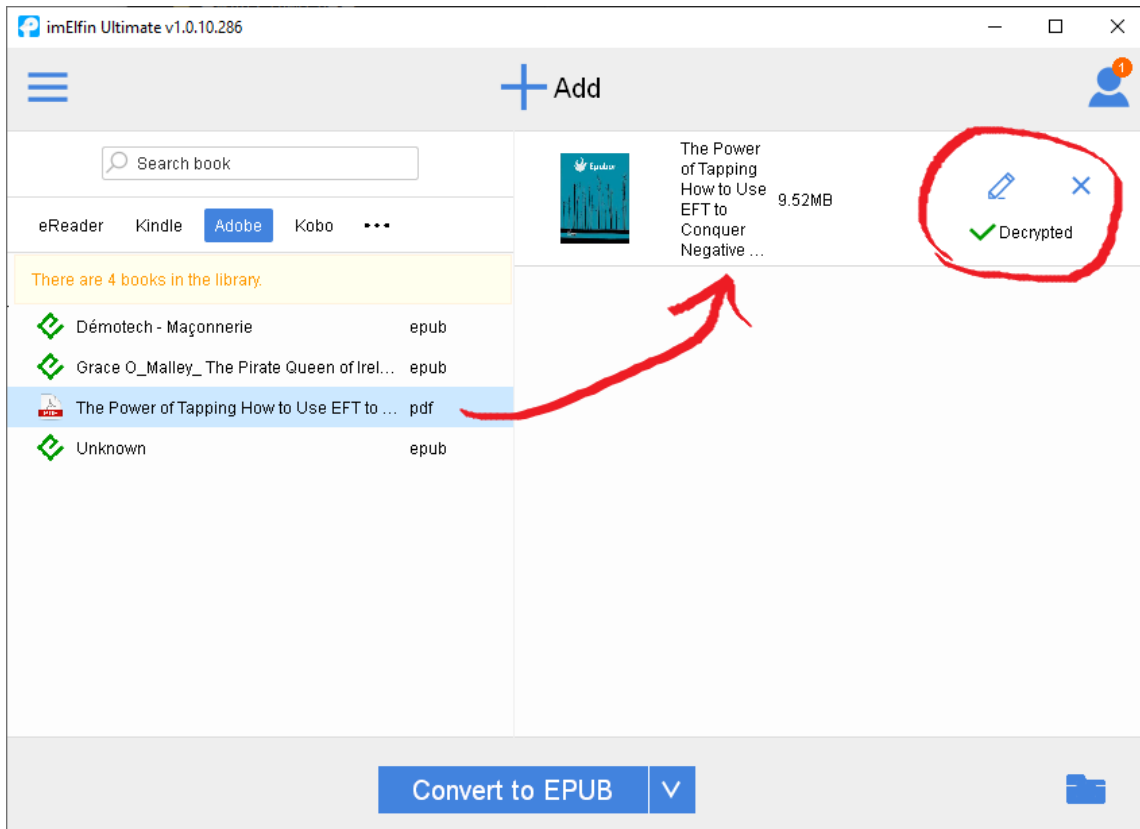 imElfin Ultimate v1.0.10.286
Add
1
Search book
eReader Kindle Adobe Kobo
There are 4 books in the library.
Démotech - Maçonnerie epub
Grace O_Malley_ The Pirate Queen of Irel... epub
The Power of Tapping How to Use EFT to ... pdf
Unknown epub
Epubor
The Power
of Tapping
How to Use
EFT to
Conquer
Negative ...
9.52MB
Decrypted
Convert to EPUB